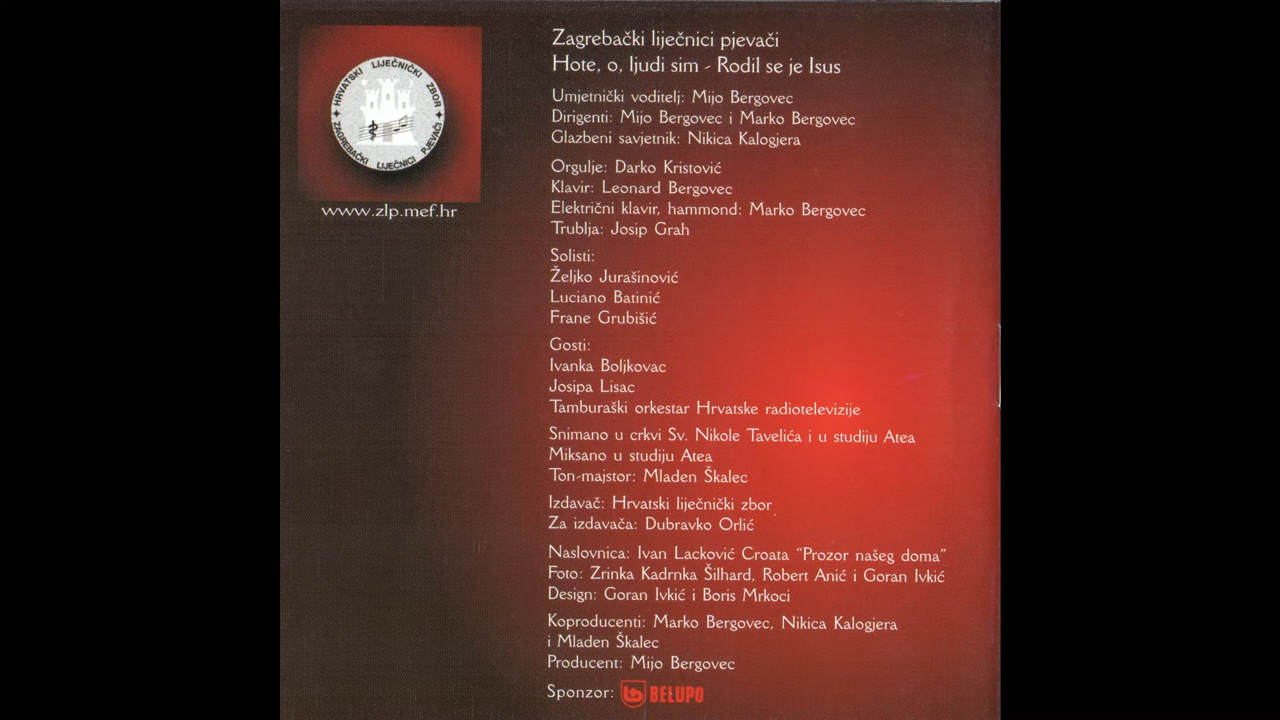 HRVATSKI LIJEČNIČKI ZBOR
ZAGREBAČKI LIJEČNICI PJEVAČI
www.zlp.mef.hr
Zagrebački liječnici pjevači
Hote, o, ljudi sim - Rodil se je Isus
Umjetnički voditelj: Mijo Bergovec
Dirigenti: Mijo Bergovec i Marko Bergovec
Glazbeni savjetnik: Nikica Kalogjera
Orgulje: Darko Kristović
Klavir: Leonard Bergovec
Električni klavir, hammond: Marko Bergovec
Trublja: Josip Grah
Solisti:
Željko Jurašinović
Luciano Batinić
Frane Grubišić
Gosti:
Ivanka Boljkovac
Josipa Lisac
Tamburaški orkestar Hrvatske radiotelevizije
Snimano u crkvi Sv. Nikole Tavelića i u studiju Atea
Miksano u studiju Atea
Ton-majstor: Mladen Škalec
Izdavač: Hrvatski liječnički zbor
Za izdavača: Dubravko Orlić
Naslovnica: Ivan Lacković Croata "Prozor našeg doma"
Foto: Zrinka Kadrnka Šilhard, Robert Anić i Goran Ivkić
Design: Goran Ivkić i Boris Mrkoci
Koproducenti: Marko Bergovec, Nikica Kalogjera
i Mladen Škalec
Producent: Mijo Bergovec
Sponzor: BELUPO